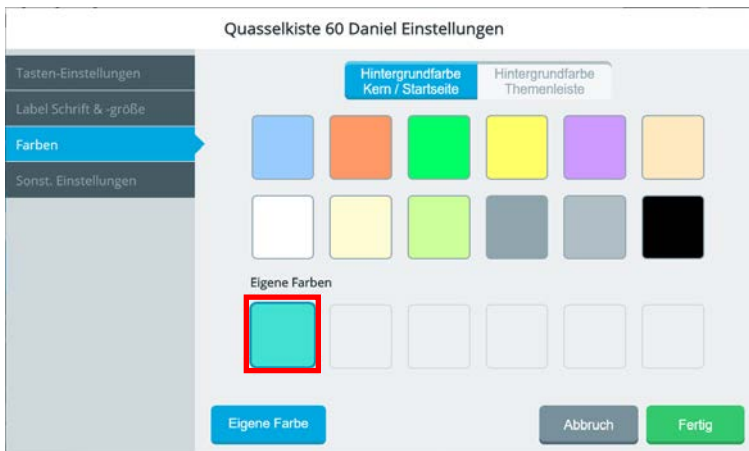 Quasselkiste 60 Daniel Einstellungen
Tasten-Einstellungen
Label Schrift & -größe
Farben
Sonst. Einstellungen
Hintergrundfarbe
Kern / Startseite
Hintergrundfarbe
Themenleiste
Eigene Farben
Eigene Farbe
Abbruch
Fertig